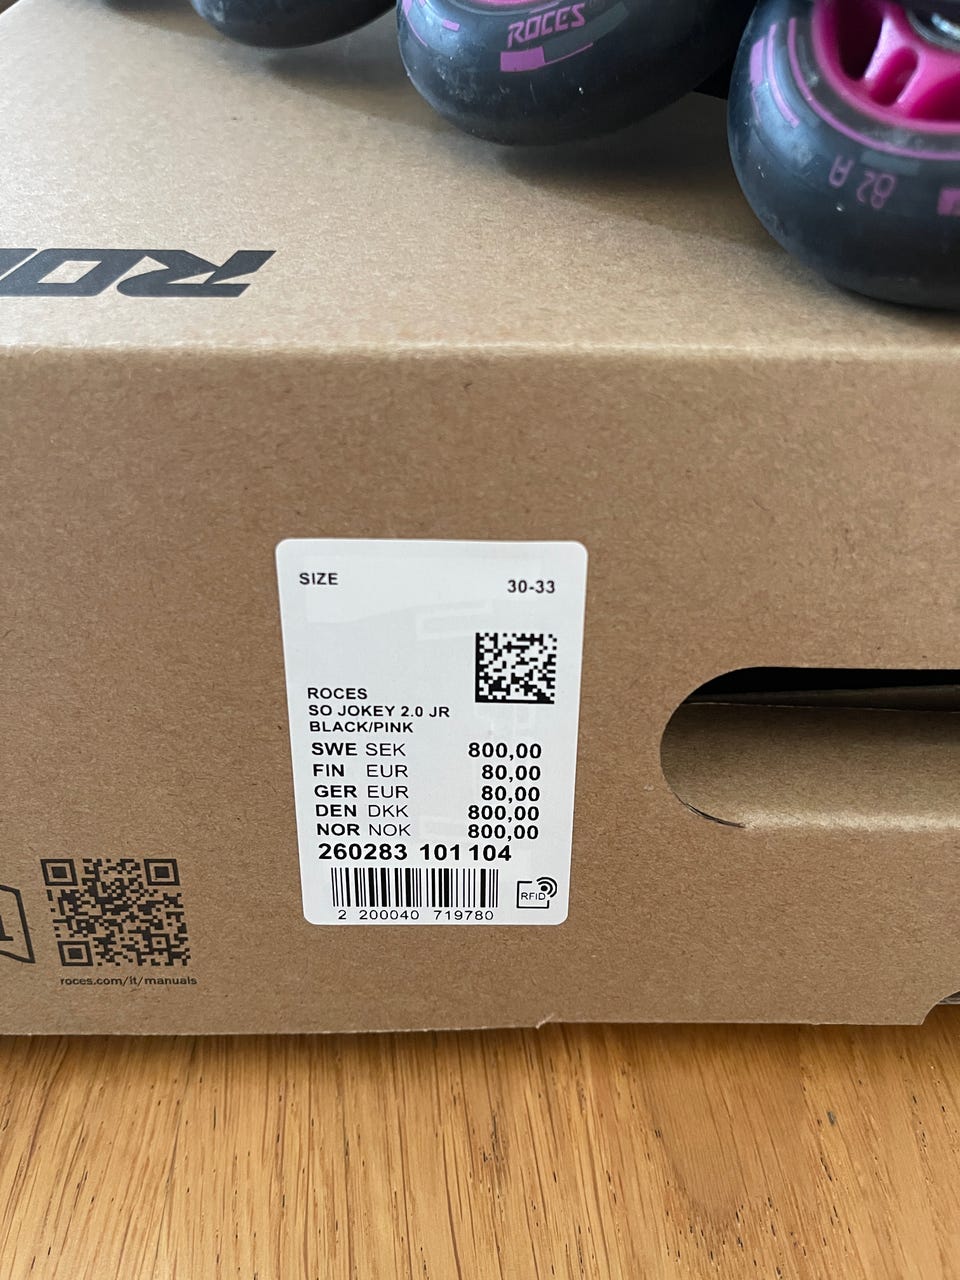 ROCES
82 A
SIZE 30-33
ROCES
SO JOKEY 2.0 JR
BLACK/PINK
SWE SEK 800,00
FIN EUR 80,00
GER EUR 80,00
DEN DKK 800,00
NOR NOK 800,00
260283 101 104
2 200040 719780
RFID
roces.com/it/manuals